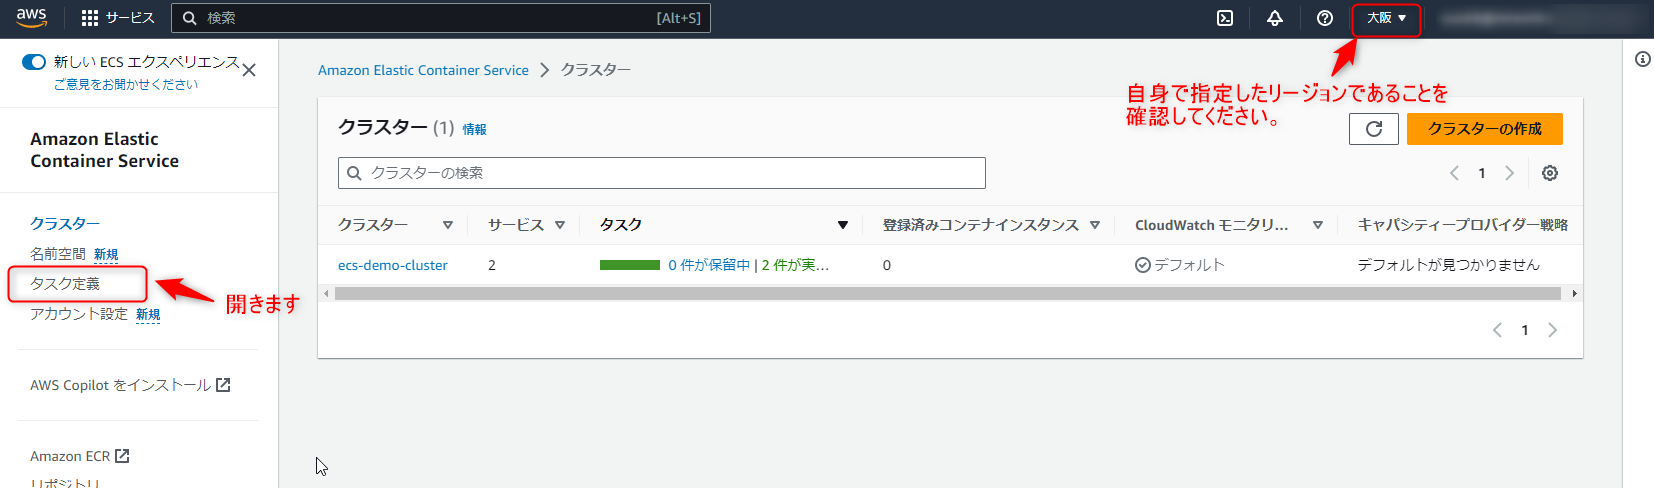 aws サービス 検索 [Alt+S] 大阪
新しい ECS エクスペリエンス
ご意見をお聞かせください
Amazon Elastic
Container Service
クラスター
名前空間 新規
タスク定義
開きます
アカウント設定 新規
AWS Copilot をインストール
Amazon ECR
リポジトリ
Amazon Elastic Container Service クラスター
自身で指定したリージョンであることを
確認してください。
クラスター (1) 情報
クラスターの作成
クラスターの検索
1
クラスター サービス タスク 登録済みコンテナインスタンス CloudWatch モニタリ... キャパシティープロバイダー戦略
ecs-demo-cluster 2 0 件が保留中 | 2 件が実... 0 デフォルト デフォルトが見つかりません
1